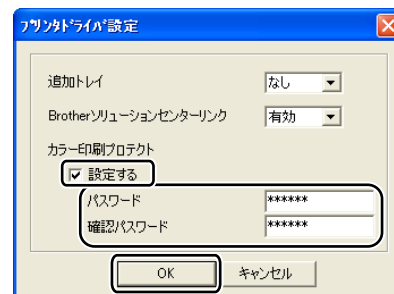 プリンタドライバ設定
追加トレイ なし
Brotherソリューションセンターリンク 有効
カラー印刷プロテクト
設定する
パスワード ******
確認パスワード ******
OK キャンセル